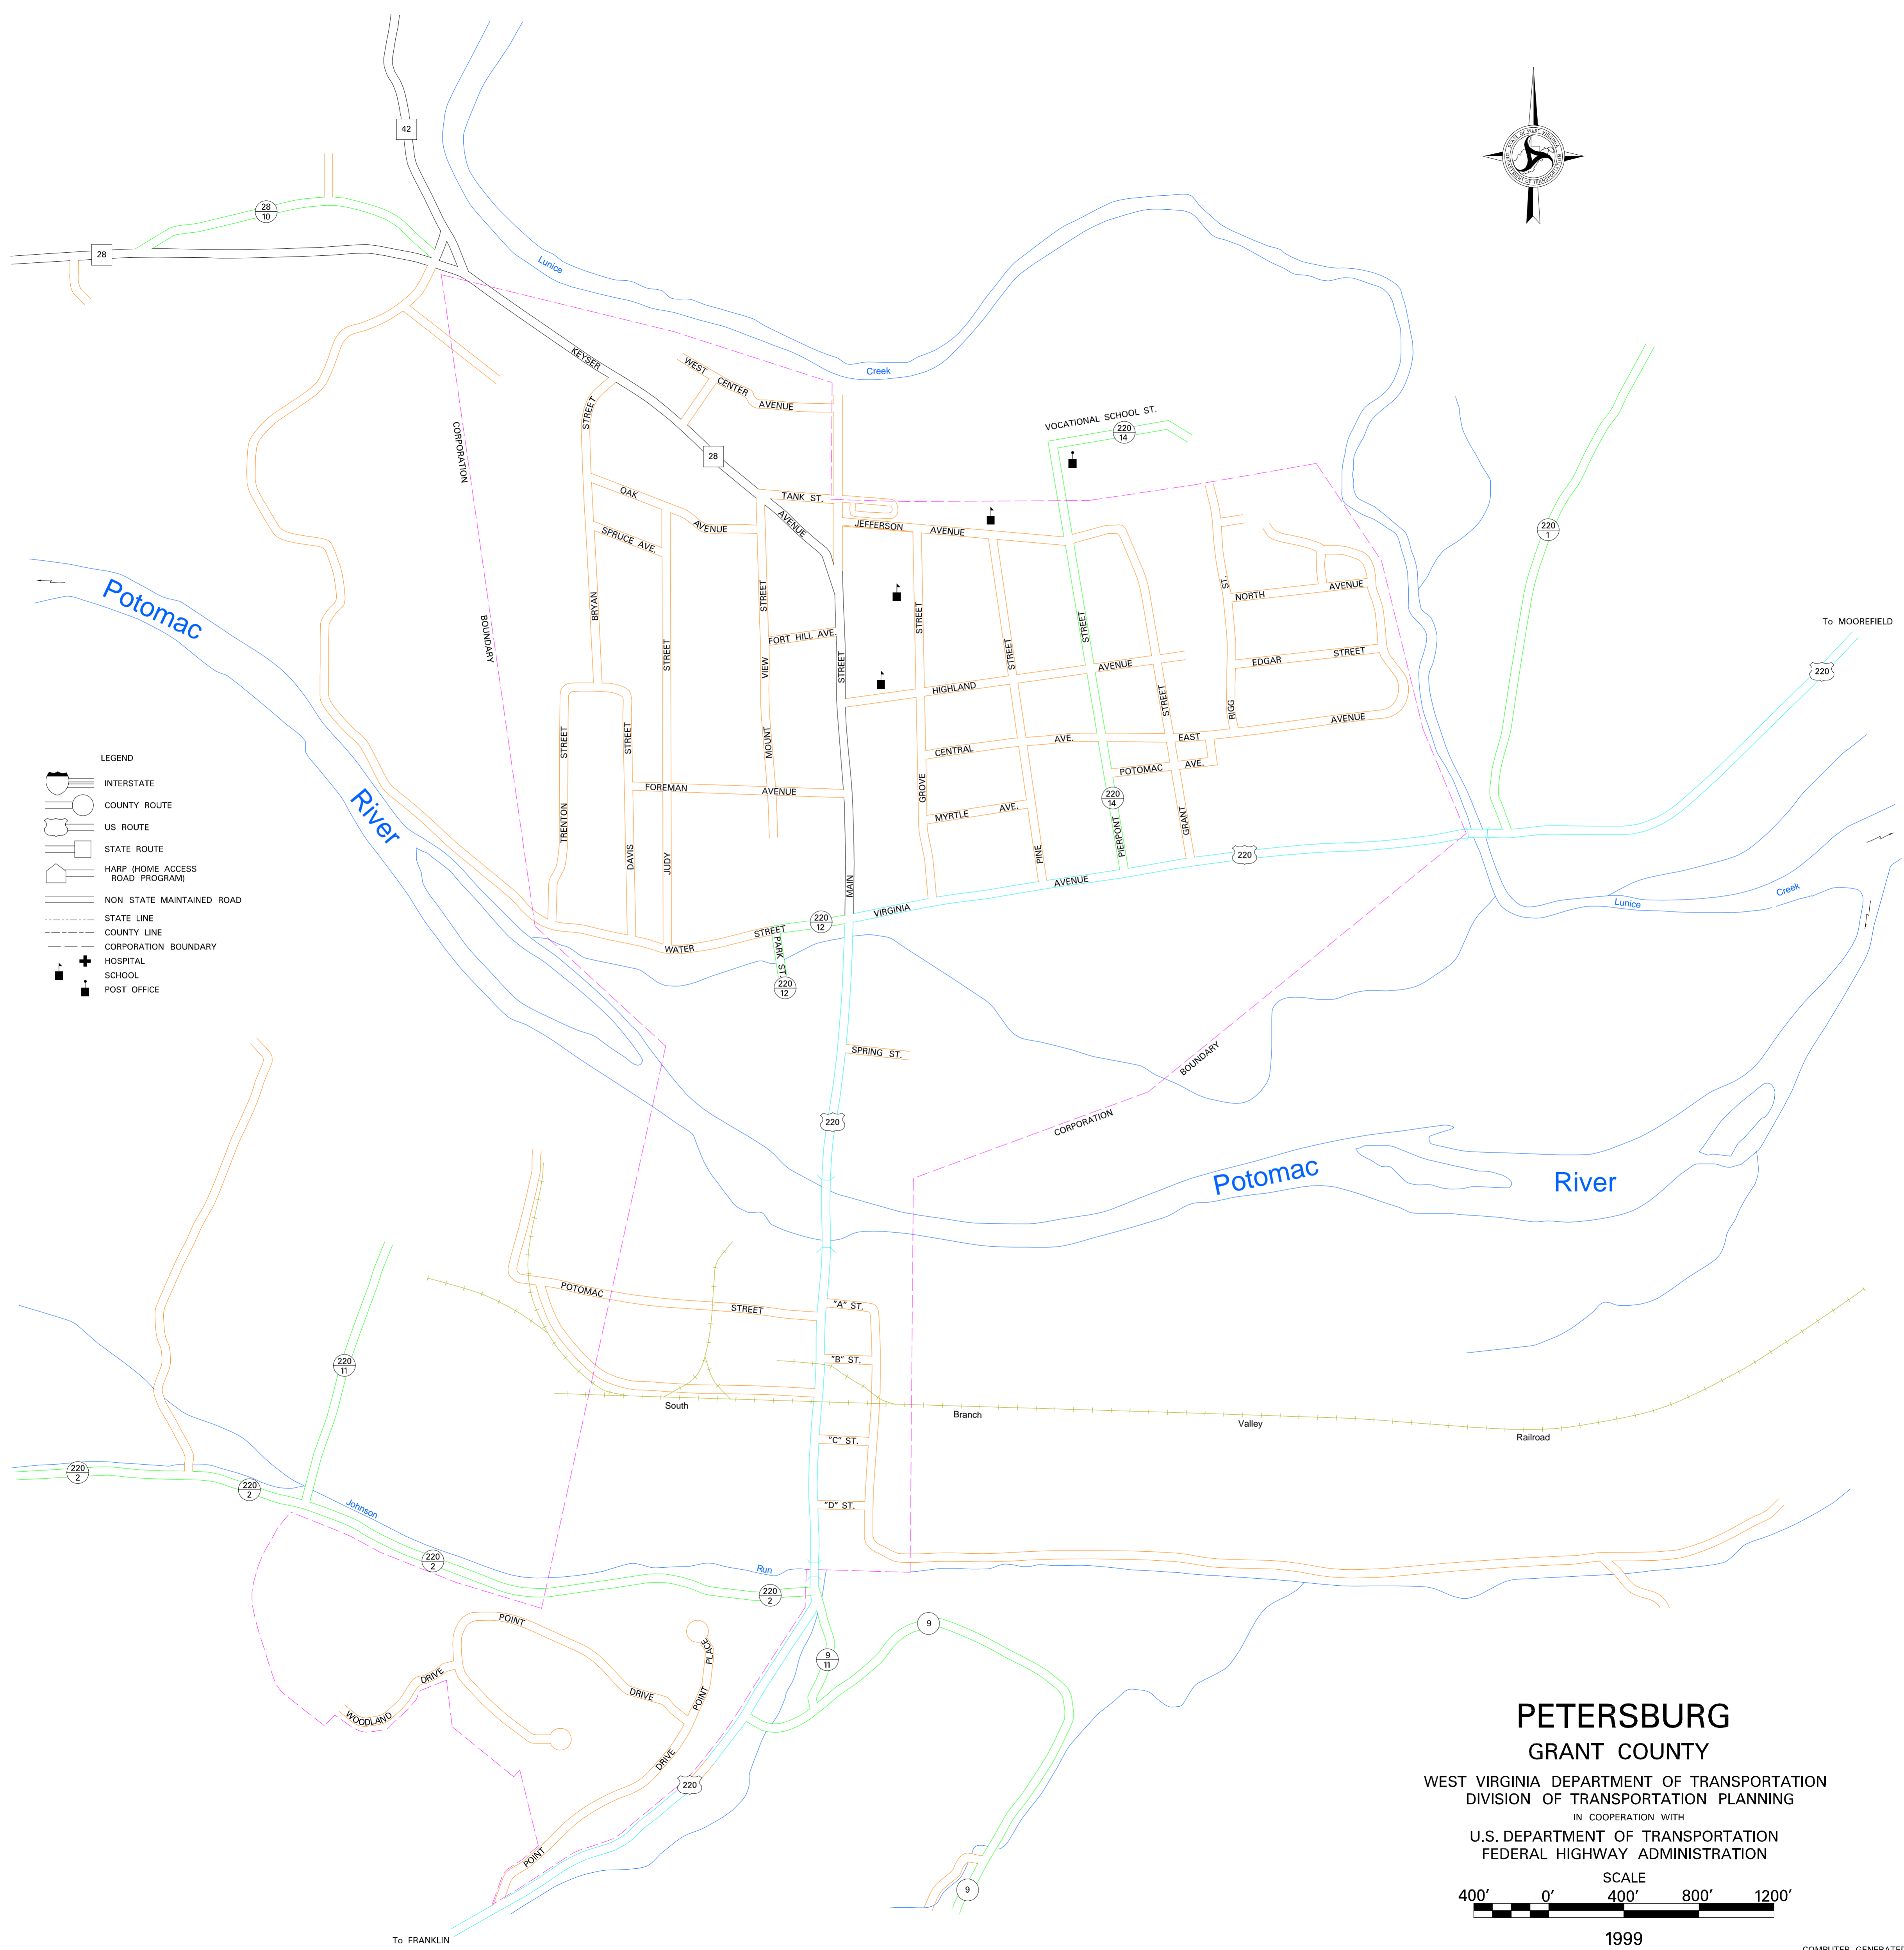 42
28
10
28
Lunice
Creek
STATE OF WEST VIRGINIA
DEPARTMENT OF TRANSPORTATION
KEYSER
AVENUE
28
WEST CENTER AVENUE
VOCATIONAL SCHOOL ST.
220
14
CORPORATION
BOUNDARY
STREET
BRYAN
OAK
AVENUE
SPRUCE AVE.
TANK ST.
JEFFERSON AVENUE
220
1
To MOOREFIELD
220
Potomac
River
STREET
JUDY
STREET
VIEW
MOUNT
FORT HILL AVE.
STREET
MAIN
STREET
GROVE
STREET
PINE
STREET
PIERPONT
STREET
GRANT
ST.
RIGG
NORTH AVENUE
EDGAR STREET
HIGHLAND AVENUE
CENTRAL AVE.
EAST AVENUE
POTOMAC AVE.
MYRTLE AVE.
220
14
STREET
TRENTON
STREET
DAVIS
FOREMAN AVENUE
LEGEND
INTERSTATE
COUNTY ROUTE
US ROUTE
STATE ROUTE
HARP (HOME ACCESS
ROAD PROGRAM)
NON STATE MAINTAINED ROAD
STATE LINE
COUNTY LINE
CORPORATION BOUNDARY
HOSPITAL
SCHOOL
POST OFFICE
VIRGINIA AVENUE
220
WATER STREET
220
12
PARK ST.
220
12
Lunice
Creek
SPRING ST.
220
CORPORATION
BOUNDARY
Potomac
River
POTOMAC STREET
"A" ST.
"B" ST.
"C" ST.
"D" ST.
South Branch Valley Railroad
220
11
220
2
220
2
Johnson
Run
220
2
220
2
9
11
9
POINT
DRIVE
PLACE
POINT
WOODLAND
DRIVE
DRIVE
POINT
220
9
To FRANKLIN
PETERSBURG
GRANT COUNTY
WEST VIRGINIA DEPARTMENT OF TRANSPORTATION
DIVISION OF TRANSPORTATION PLANNING
IN COOPERATION WITH
U.S. DEPARTMENT OF TRANSPORTATION
FEDERAL HIGHWAY ADMINISTRATION
SCALE
400' 0' 400' 800' 1200'
1999
COMPUTER GENERATED